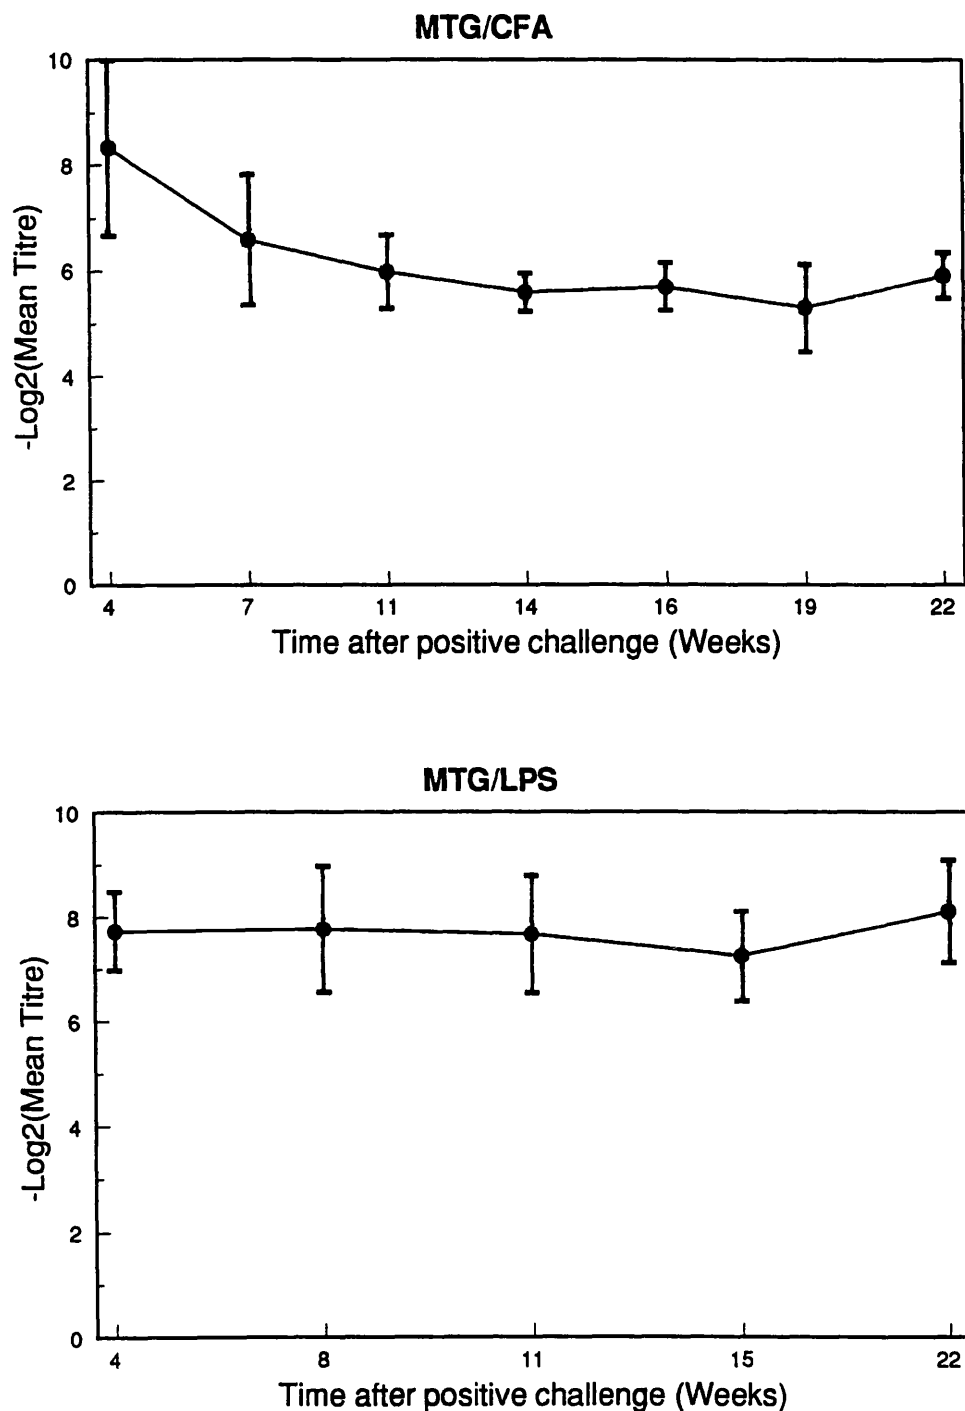 MTG/CFA
10
8
6
4
2
0
-Log2(Mean Titre)
4 7 11 14 16 19 22
Time after positive challenge (Weeks)
MTG/LPS
10
8
6
4
2
0
-Log2(Mean Titre)
4 8 11 15 22
Time after positive challenge (Weeks)